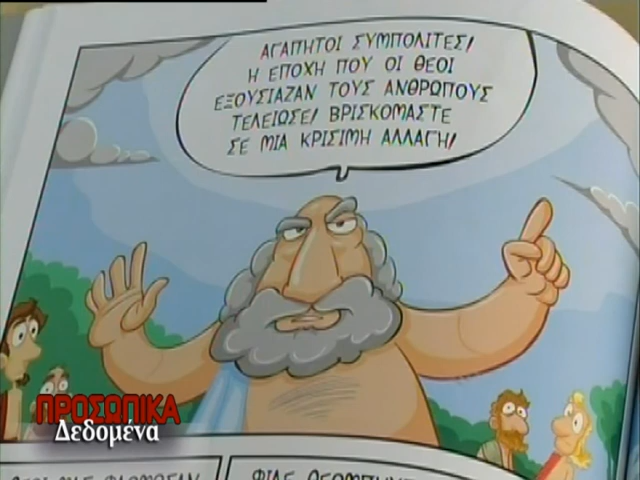 ΑΓΑΠΗΤΟΙ ΣΥΜΠΟΛΙΤΕΣ!
Η ΕΠΟΧΗ ΠΟΥ ΟΙ ΘΕΟΙ
ΕΞΟΥΣΙΑΖΑΝ ΤΟΥΣ ΑΝΘΡΩΠΟΥΣ
ΤΕΛΕΙΩΣΕ! ΒΡΙΣΚΟΜΑΣΤΕ
ΣΕ ΜΙΑ ΚΡΙΣΙΜΗ ΑΛΛΑΓΗ!
ΠΡΟΣΩΠΙΚΑ
Δεδομένα